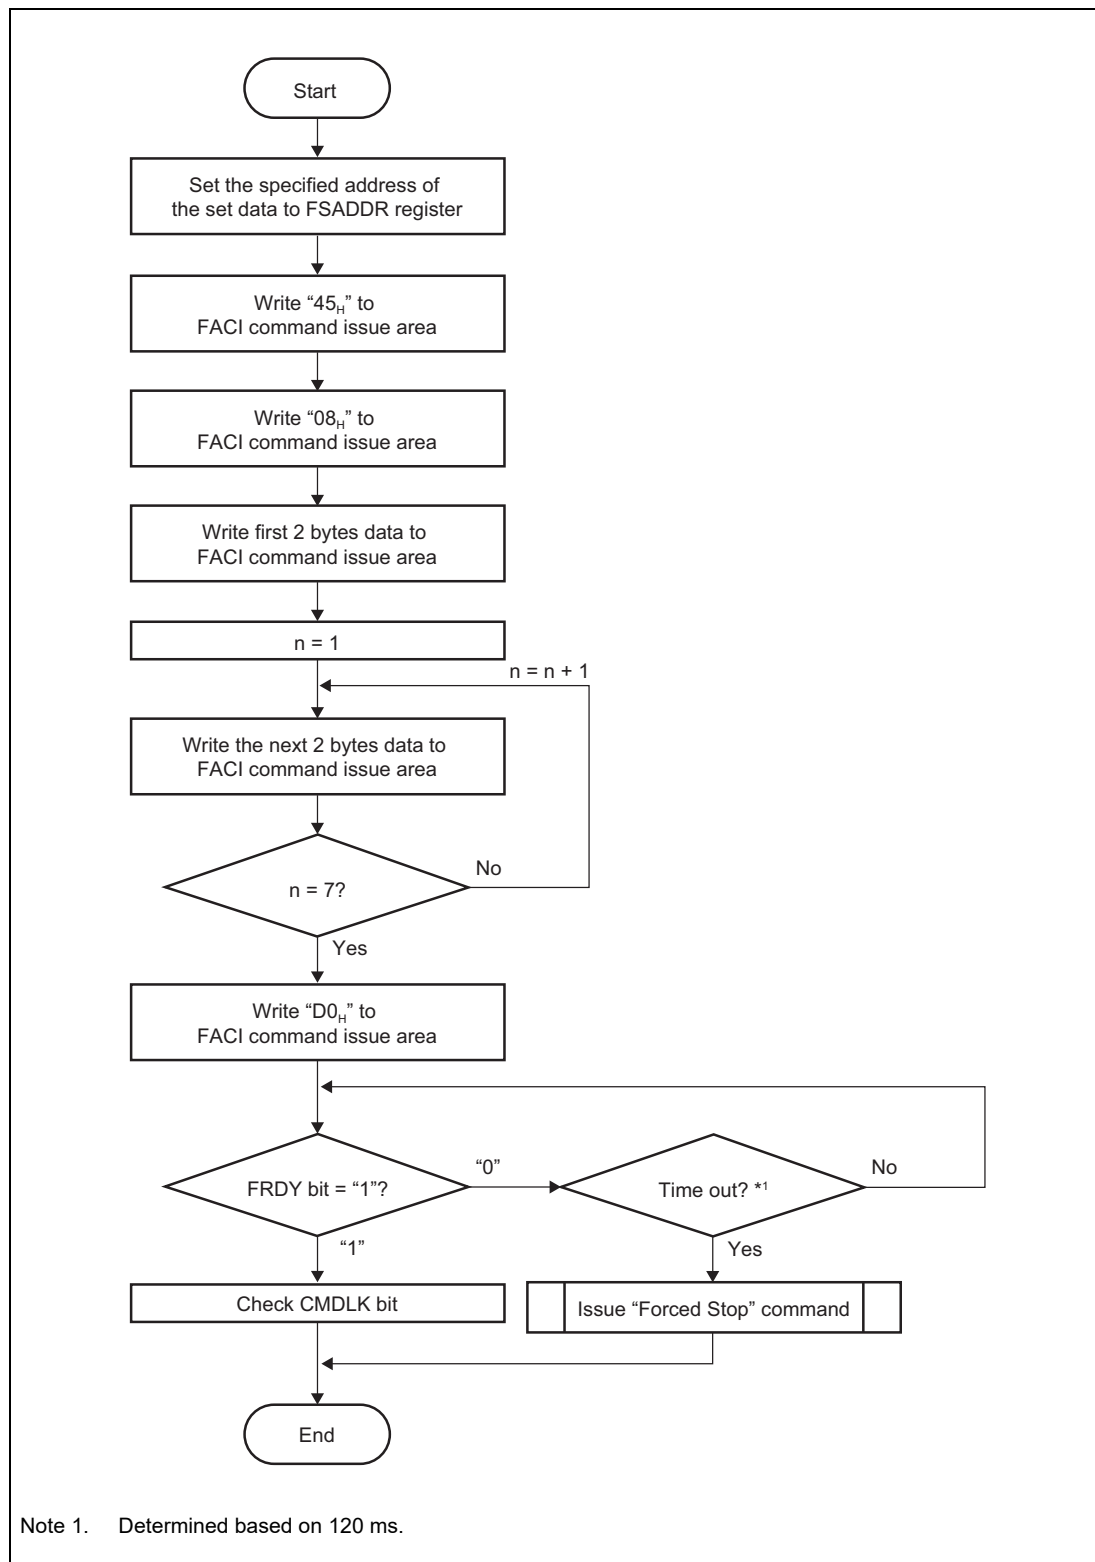 Start
Set the specified address of
the set data to FSADDR register
Write “45H” to
FACI command issue area
Write “08H” to
FACI command issue area
Write first 2 bytes data to
FACI command issue area
n = 1
n = n + 1
Write the next 2 bytes data to
FACI command issue area
n = 7?
No
Yes
Write “D0H” to
FACI command issue area
FRDY bit = “1”?
“0”
Time out? *1
No
“1”
Yes
Check CMDLK bit
Issue “Forced Stop” command
End
Note 1. Determined based on 120 ms.